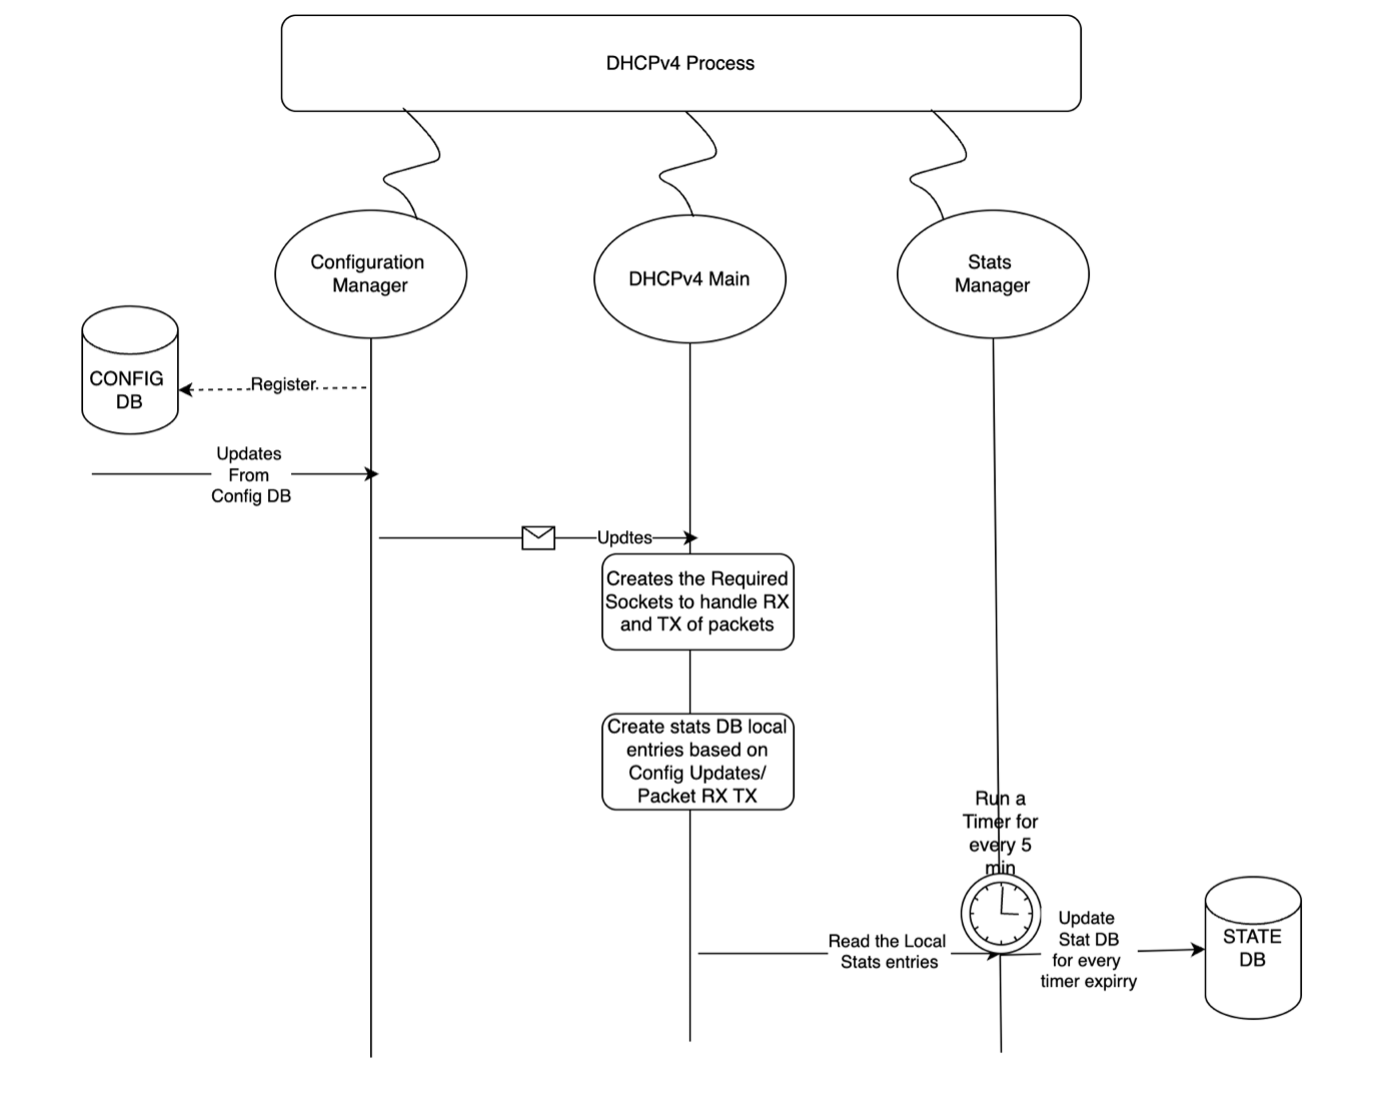 DHCPv4 Process
Configuration
Manager
DHCPv4 Main
Stats
Manager
CONFIG
DB
Register
Updates
From
Config DB
Updtes
Creates the Required
Sockets to handle RX
and TX of packets
Create stats DB local
entries based on
Config Updates/
Packet RX TX
Run a
Timer for
every 5
min
Read the Local
Stats entries
Update
Stat DB
for every
timer expirry
STATE
DB